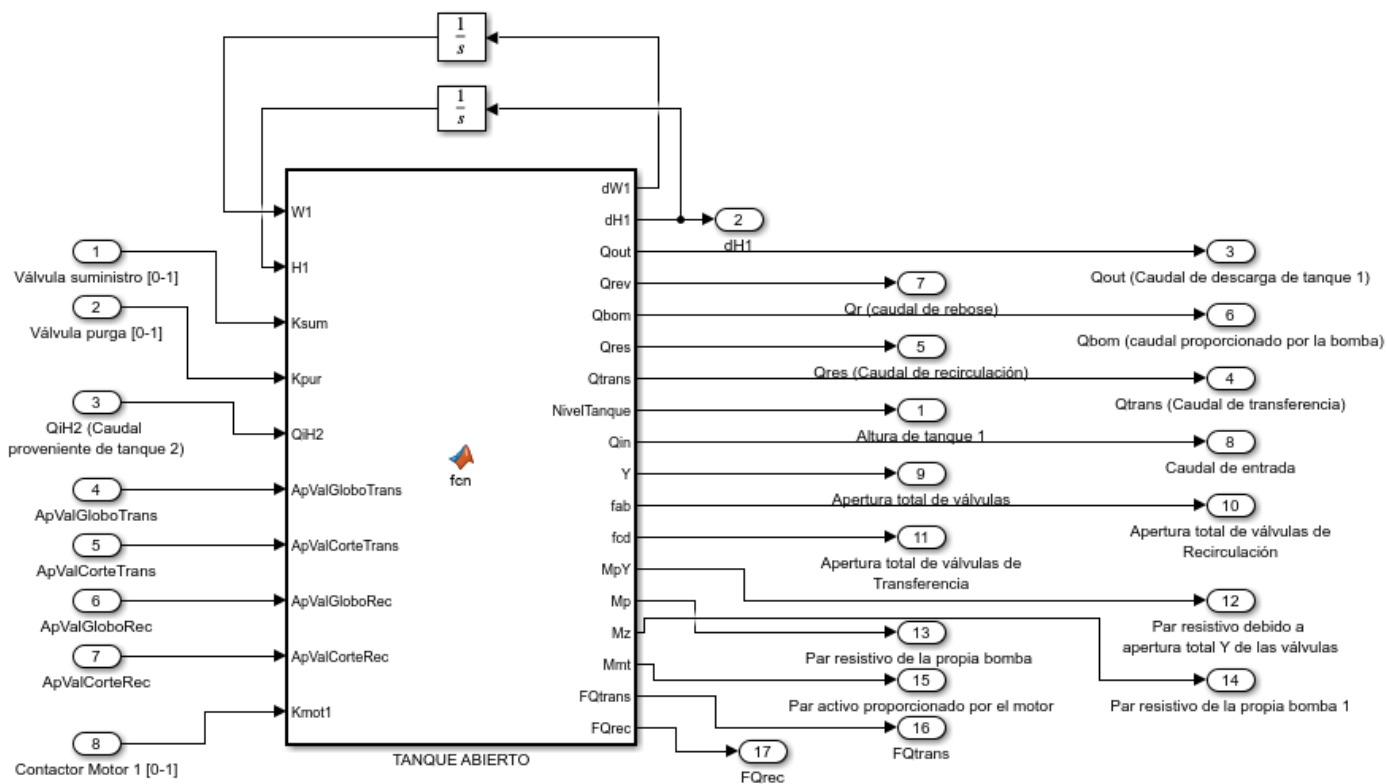 1
s
1
s
W1
H1
Ksum
Kpur
QiH2
ApValGloboTrans
ApValCorteTrans
ApValGloboRec
ApValCorteRec
Kmot1
fcn
dW1
dH1
Qout
Qrev
Qbom
Qres
Qtrans
NivelTanque
Qin
Y
fab
fcd
MpY
Mp
Mz
Mmt
FQtrans
FQrec
TANQUE ABIERTO
1
Válvula suministro [0-1]
2
Válvula purga [0-1]
3
QiH2 (Caudal
proveniente de tanque 2)
4
ApValGloboTrans
5
ApValCorteTrans
6
ApValGloboRec
7
ApValCorteRec
8
Contactor Motor 1 [0-1]
2
dH1
3
Qout (Caudal de descarga de tanque 1)
7
Qr (caudal de rebose)
6
Qbom (caudal proporcionado por la bomba)
5
Qres (Caudal de recirculación)
4
Qtrans (Caudal de transferencia)
1
Altura de tanque 1
8
Caudal de entrada
9
Apertura total de válvulas
10
Apertura total de válvulas de
Recirculación
11
Apertura total de válvulas de
Transferencia
12
Par resistivo debido a
apertura total Y de las válvulas
13
Par resistivo de la propia bomba
14
Par resistivo de la propia bomba 1
15
Par activo proporcionado por el motor
16
FQtrans
17
FQrec